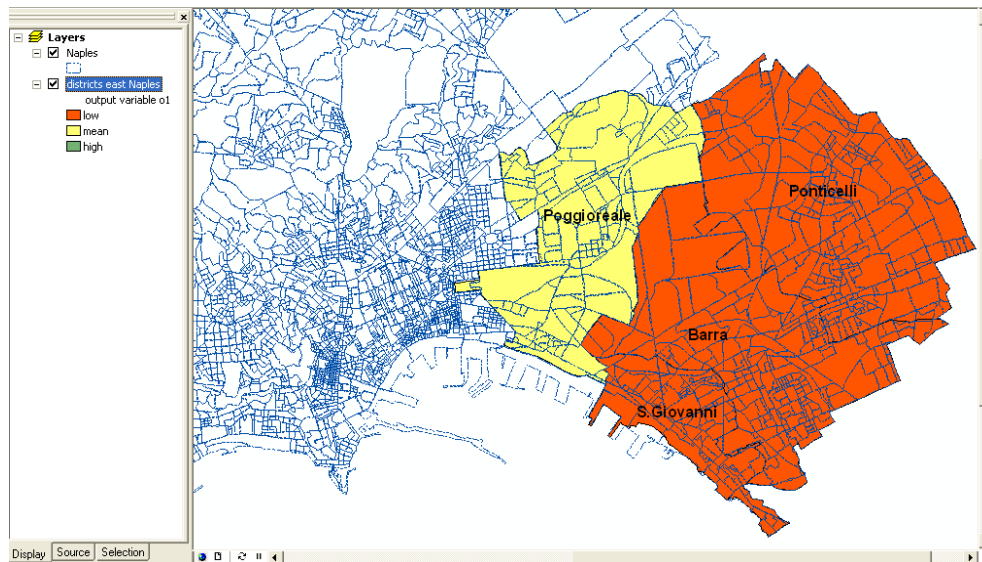 Layers
Naples
districts east Naples
output variable o1
low
mean
high
Ponticelli
Poggioreale
Barra
S.Giovanni
Display Source Selection